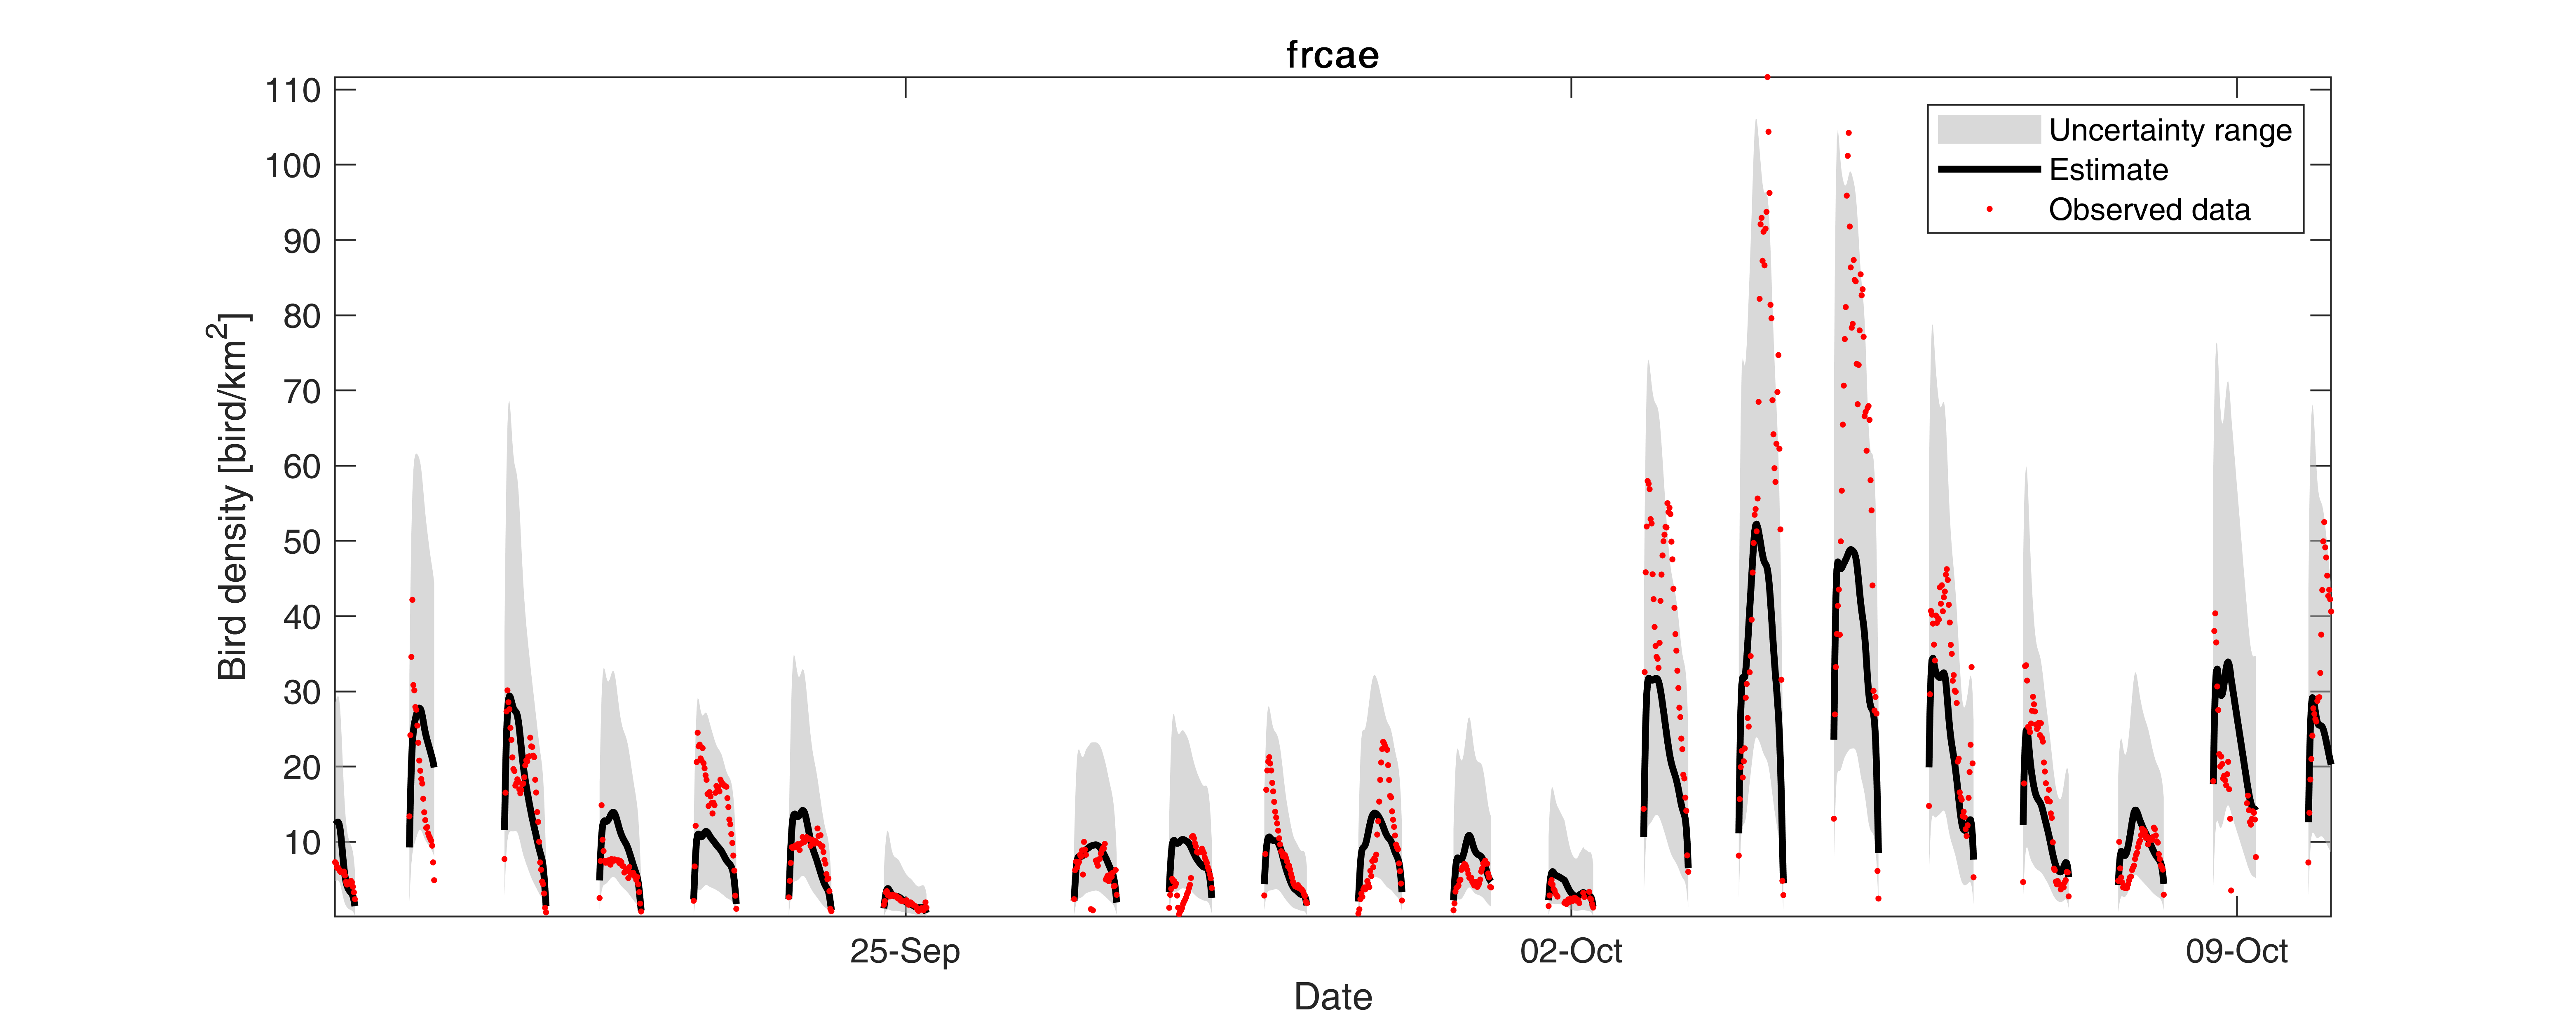 frcae
110
100
90
80
70
60
50
40
30
20
10
Bird density [bird/km²]
Uncertainty range
Estimate
Observed data
25-Sep
02-Oct
09-Oct
Date